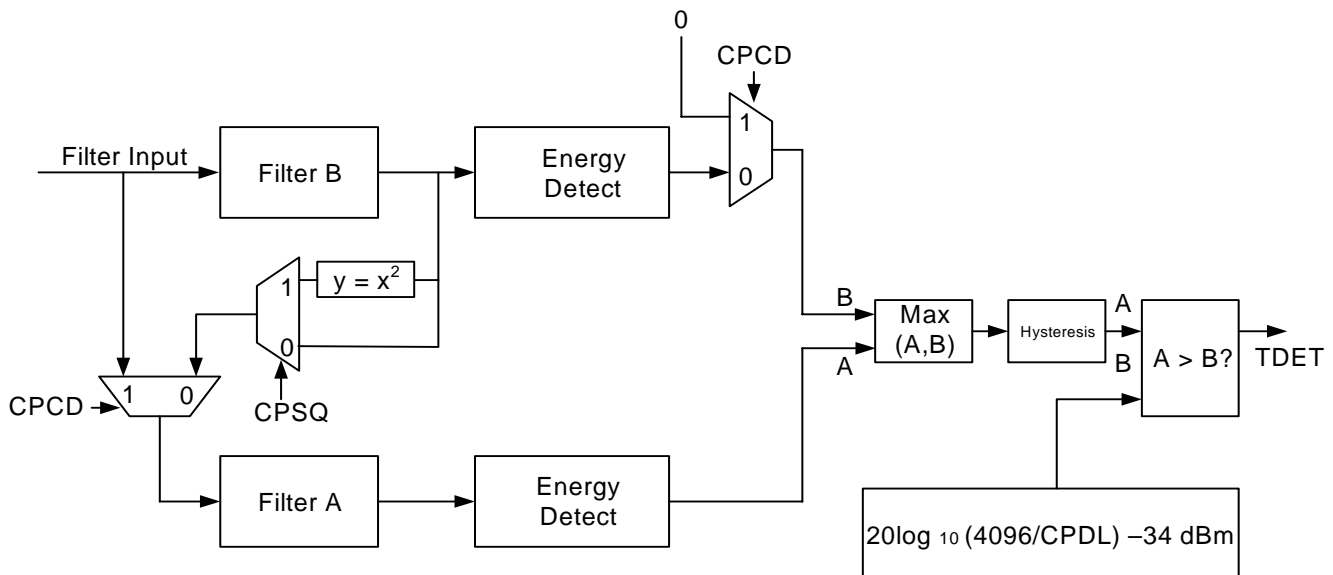 0
CPCD
1
0
Filter Input
Filter B
Energy
Detect
y = x²
1
0
CPSQ
1 0
CPCD
Filter A
Energy
Detect
B
A
Max
(A,B)
Hysteresis
A
B
A > B?
TDET
20log 10 (4096/CPDL) –34 dBm